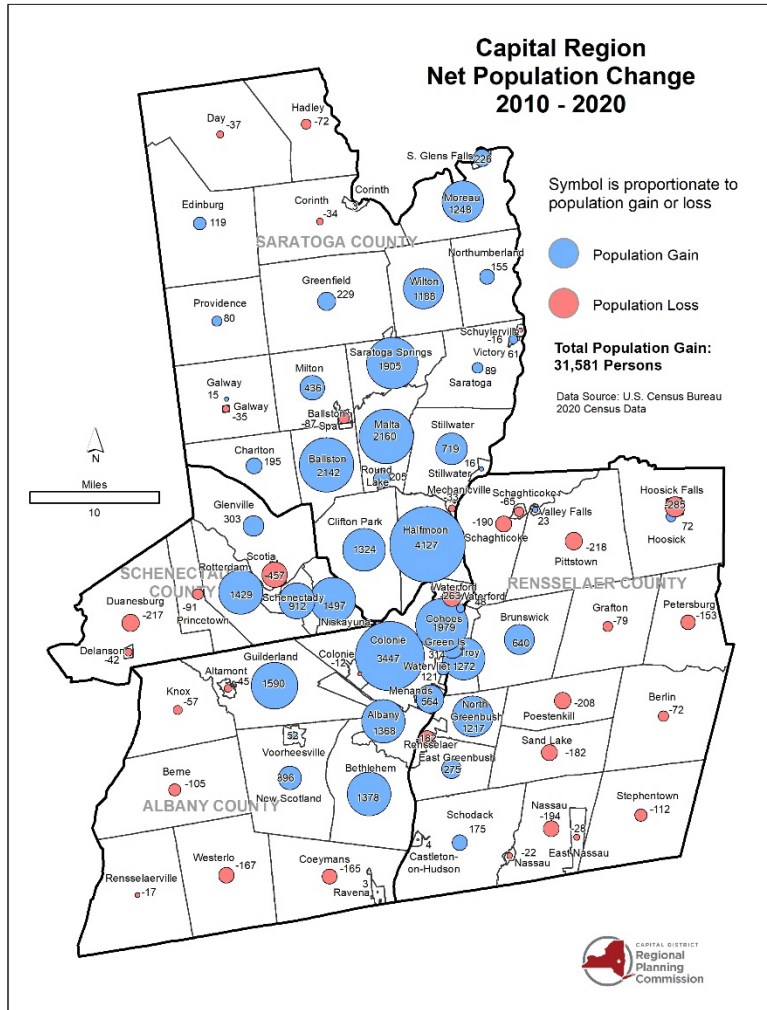 Capital Region
Net Population Change
2010 - 2020
Symbol is proportionate to
population gain or loss
Population Gain
Population Loss
Total Population Gain:
31,581 Persons
Data Source: U.S. Census Bureau
2020 Census Data
N
Miles
10
SARATOGA COUNTY
Day -37
Hadley -72
S. Glens Falls 226
Moreau
1248
Edinburg
119
Corinth
-34
Corinth
3
Northumberland
155
Greenfield
229
Wilton
1188
Providence
80
Schuylerville
-16
Victory 61
Saratoga Springs
1905
89
Saratoga
Milton
436
Galway
15
Galway
-35
Ballston
Spa
-87
Malta
2160
Stillwater
719
Charlton
195
Ballston
2142
Round
Lake
205
16
Stillwater
Mechanicville
-33
Clifton Park
1324
Halfmoon
4127
Waterford
-263
Waterford
-48
SCHENECTADY
COUNTY
Glenville
303
Scotia
-457
Rotterdam
1429
Schenectady
912
1497
Niskayuna
Duanesburg
-217
-91
Princetown
Delanson
-42
RENSSELAER COUNTY
Schaghticoke
-65
Valley Falls
23
-190
Schaghticoke
Hoosick Falls
-285
72
Hoosick
-218
Pittstown
Grafton
-79
Petersburg
-153
Brunswick
640
Troy
1272
Cohoes
1979
Green Is.
314
Watervliet
121
Colonie
3447
Colonie
-12
Menands
564
Guilderland
1590
Altamont
-45
Knox
-57
Albany
1368
North
Greenbush
1217
-208
Poestenkill
Berlin
-72
Rensselaer
-182
East Greenbush
275
Sand Lake
-182
52
Voorheesville
896
New Scotland
Bethlehem
1378
Berne
-105
ALBANY COUNTY
Schodack
175
Nassau
-194
Stephentown
-112
-28
East Nassau
-22
Nassau
4
Castleton-
on-Hudson
Westerlo
-167
Coeymans
-165
3
Ravena
Rensselaerville
-17
CAPITAL DISTRICT
Regional
Planning
Commission